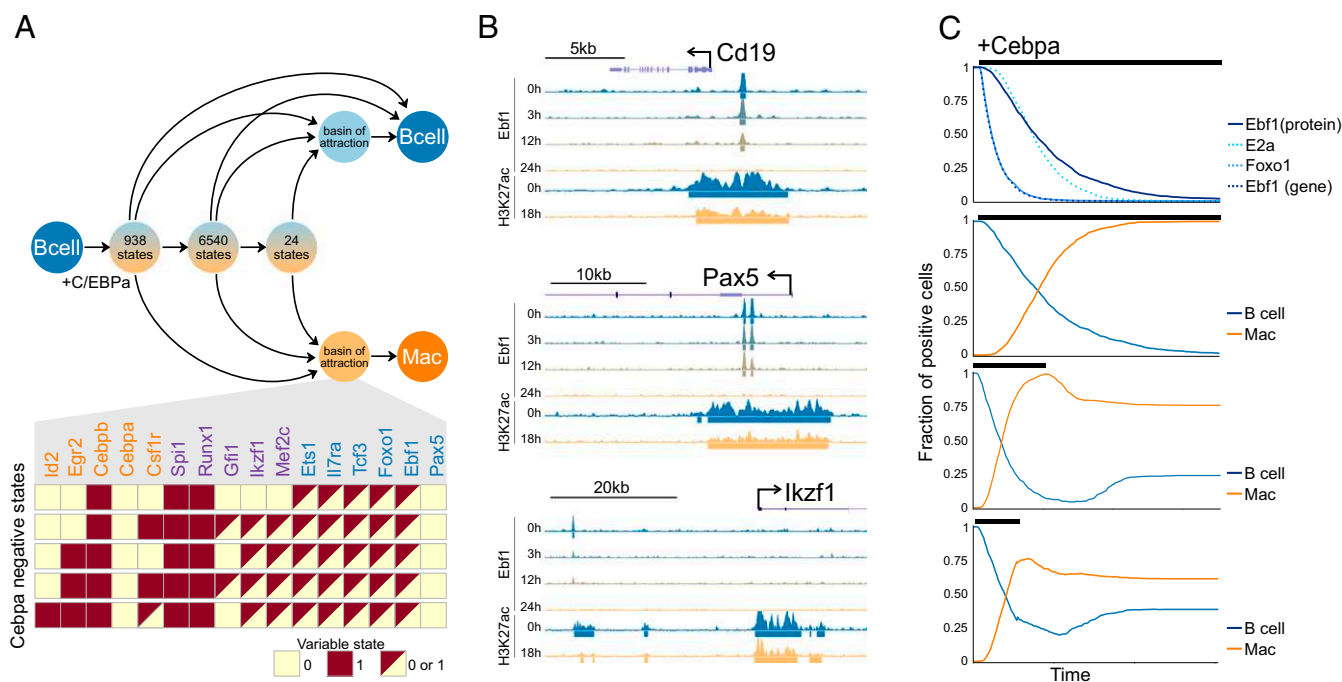 A
basin of
attraction
Bcell
Bcell
938
states
6540
states
24
states
+C/EBPa
basin of
attraction
Mac
Id2
Egr2
Cebpb
Cebpa
Csf1r
Spi1
Runx1
Gfi1
Ikzf1
Mef2c
Ets1
Il7ra
Tcf3
Foxo1
Ebf1
Pax5
Cebpa negative states
Variable state
0
1
0 or 1
B
5kb
Cd19
Ebf1
0h
3h
12h
24h
H3K27ac
0h
18h
10kb
Pax5
Ebf1
0h
3h
12h
24h
H3K27ac
0h
18h
20kb
Ikzf1
Ebf1
0h
3h
12h
24h
H3K27ac
0h
18h
C
+Cebpa
Fraction of positive cells
1
0.75
0.50
0.25
0
Ebf1(protein)
E2a
Foxo1
Ebf1 (gene)
1
0.75
0.50
0.25
0
B cell
Mac
1
0.75
0.50
0.25
0
B cell
Mac
1
0.75
0.50
0.25
0
B cell
Mac
Time